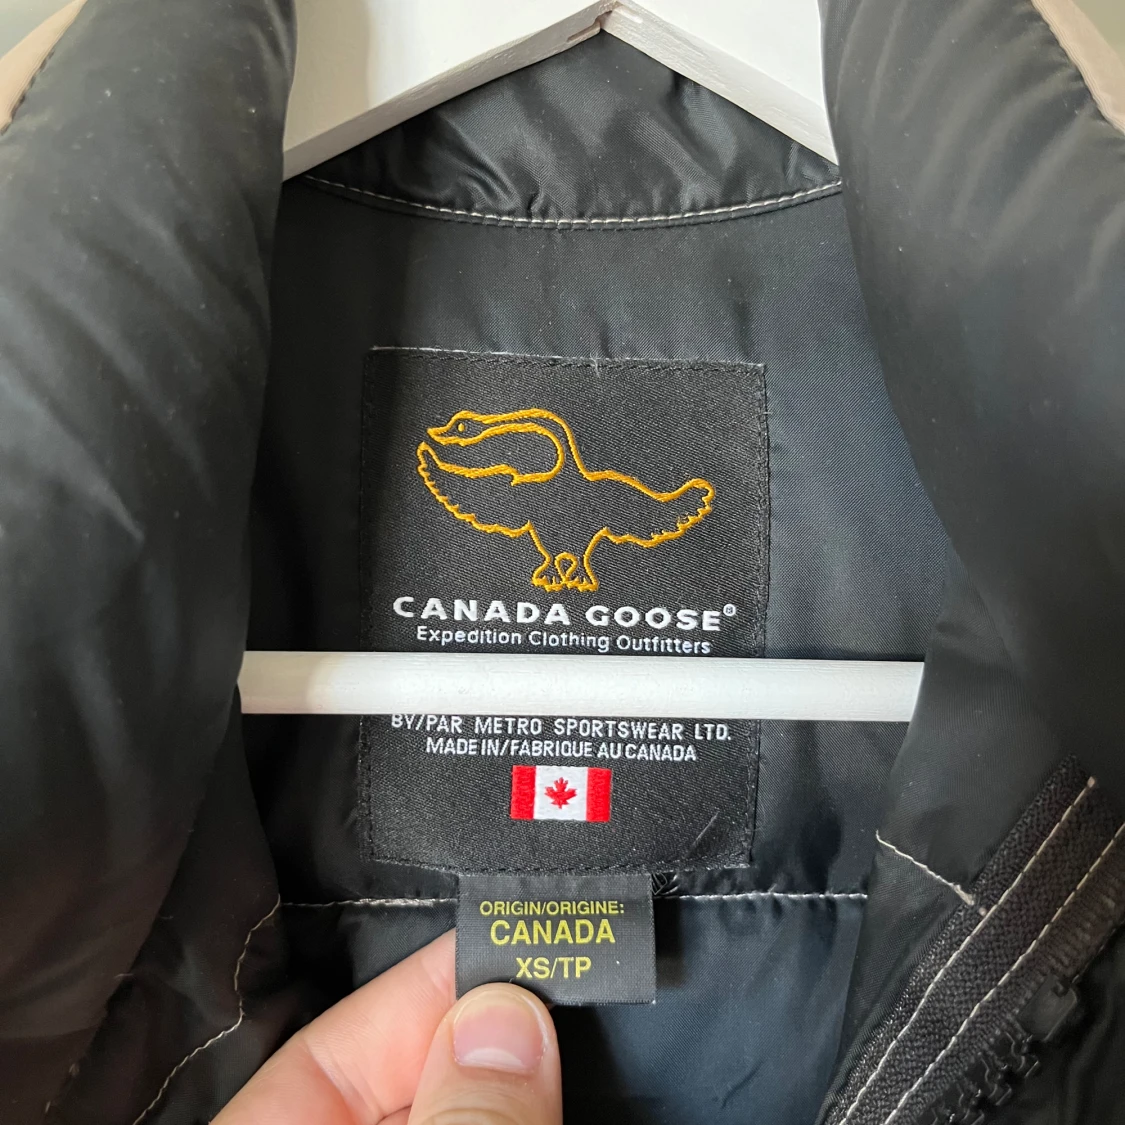 CANADA GOOSE®
Expedition Clothing Outfitters
BY/PAR METRO SPORTSWEAR LTD.
MADE IN/FABRIQUE AU CANADA
ORIGIN/ORIGINE:
CANADA
XS/TP